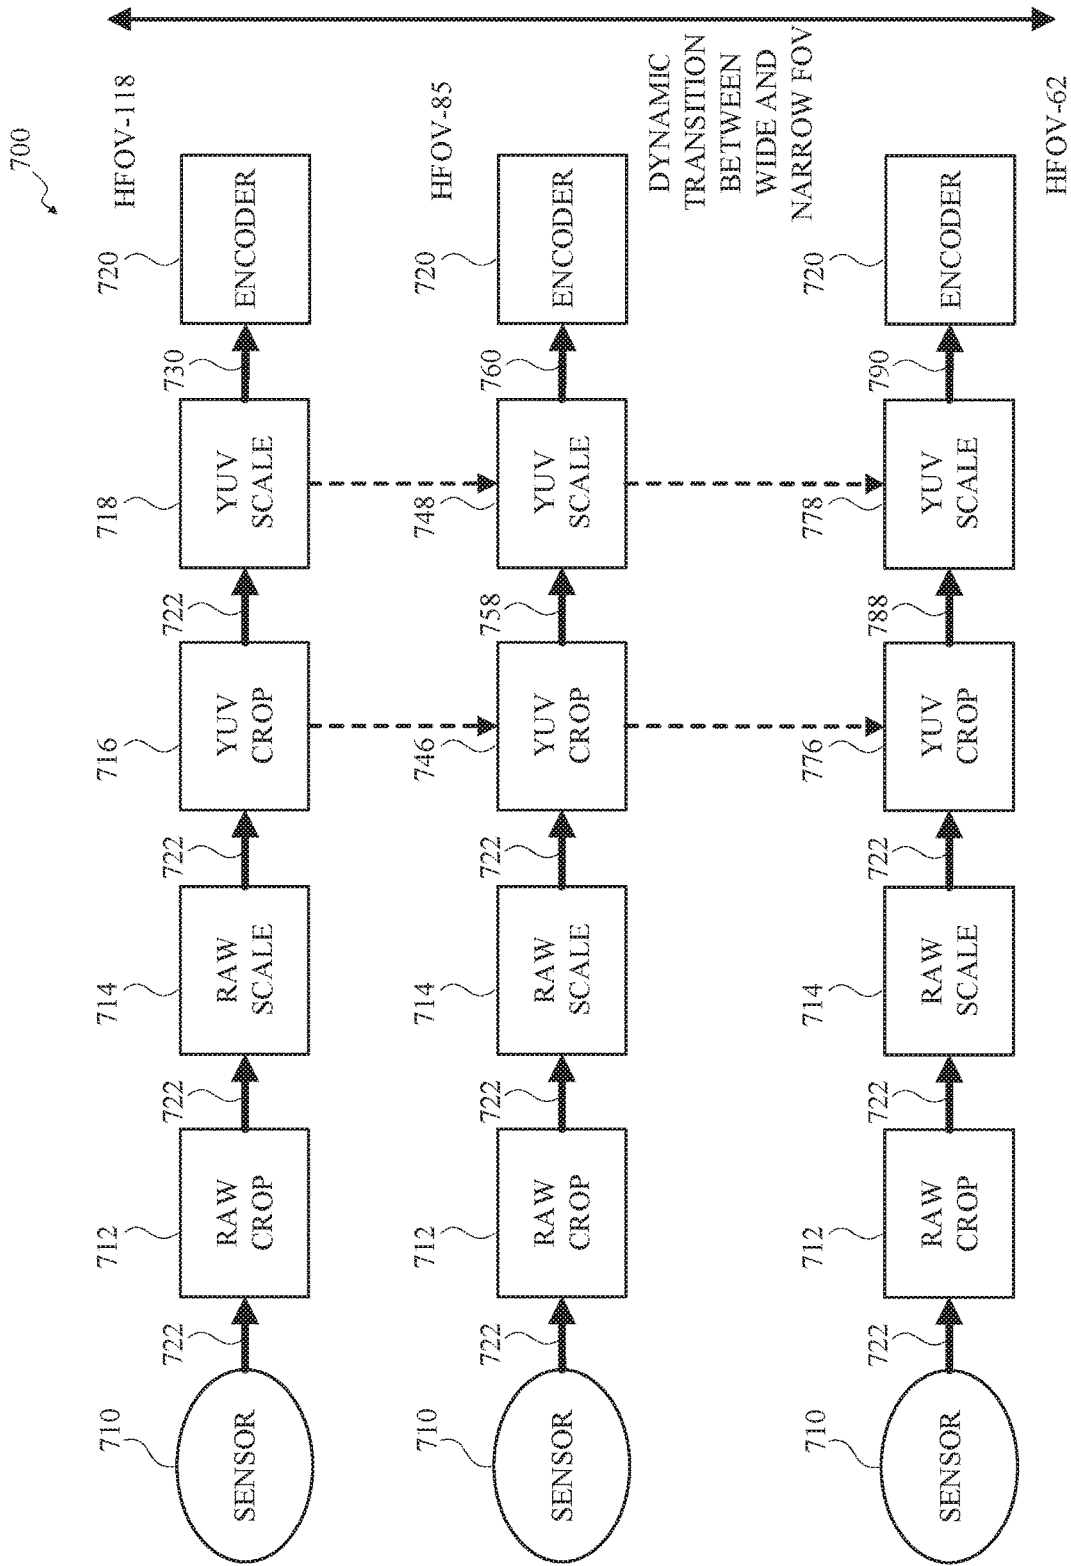 700
HFOV-118
710
SENSOR
722
712
RAW
CROP
722
714
RAW
SCALE
722
716
YUV
CROP
722
718
YUV
SCALE
730
720
ENCODER
HFOV-85
710
SENSOR
722
712
RAW
CROP
722
714
RAW
SCALE
722
746
YUV
CROP
758
748
YUV
SCALE
760
720
ENCODER
DYNAMIC
TRANSITION
BETWEEN
WIDE AND
NARROW FOV
710
SENSOR
722
712
RAW
CROP
722
714
RAW
SCALE
722
776
YUV
CROP
788
778
YUV
SCALE
790
720
ENCODER
HFOV-62